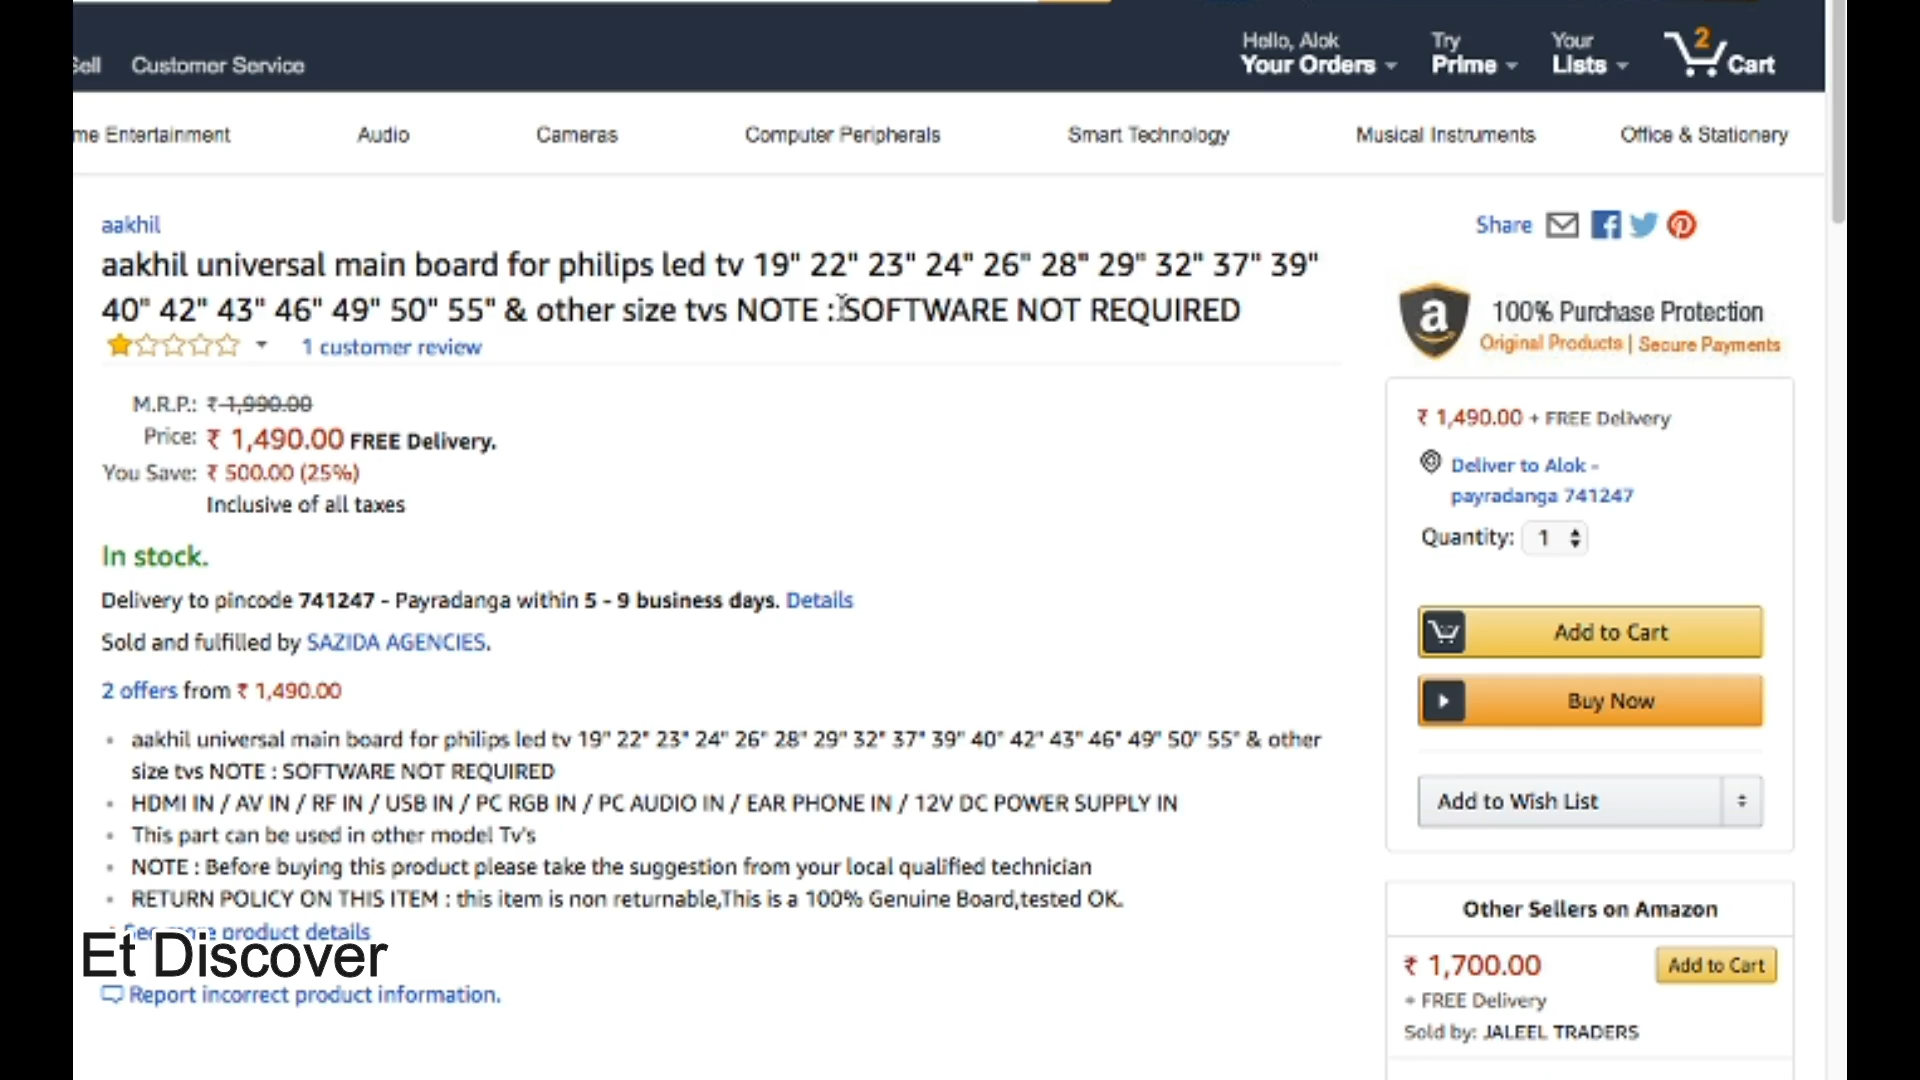 Customer Service
Hello, Alok
Your Orders
Try
Prime
Your
Lists
2
Cart
me Entertainment
Audio
Cameras
Computer Peripherals
Smart Technology
Musical Instruments
Office & Stationery
aakhil
Share
aakhil universal main board for philips led tv 19" 22" 23" 24" 26" 28" 29" 32" 37" 39"
40" 42" 43" 46" 49" 50" 55" & other size tvs NOTE : SOFTWARE NOT REQUIRED
1 customer review
a
100% Purchase Protection
Original Products | Secure Payments
M.R.P.: ₹ 1,990.00
Price: ₹ 1,490.00 FREE Delivery.
You Save: ₹ 500.00 (25%)
Inclusive of all taxes
In stock.
Delivery to pincode 741247 - Payradanga within 5 - 9 business days. Details
Sold and fulfilled by SAZIDA AGENCIES.
2 offers from ₹ 1,490.00
• aakhil universal main board for philips led tv 19" 22" 23" 24" 26" 28" 29" 32" 37" 39" 40" 42" 43" 46" 49" 50" 55" & other
size tvs NOTE : SOFTWARE NOT REQUIRED
• HDMI IN / AV IN / RF IN / USB IN / PC RGB IN / PC AUDIO IN / EAR PHONE IN / 12V DC POWER SUPPLY IN
• This part can be used in other model Tv's
• NOTE : Before buying this product please take the suggestion from your local qualified technician
• RETURN POLICY ON THIS ITEM : this item is non returnable,This is a 100% Genuine Board,tested OK.
See more product details
Et Discover
Report incorrect product information.
₹ 1,490.00 + FREE Delivery
Deliver to Alok -
payradanga 741247
Quantity: 1
Add to Cart
Buy Now
Add to Wish List
Other Sellers on Amazon
₹ 1,700.00
Add to Cart
+ FREE Delivery
Sold by: JALEEL TRADERS